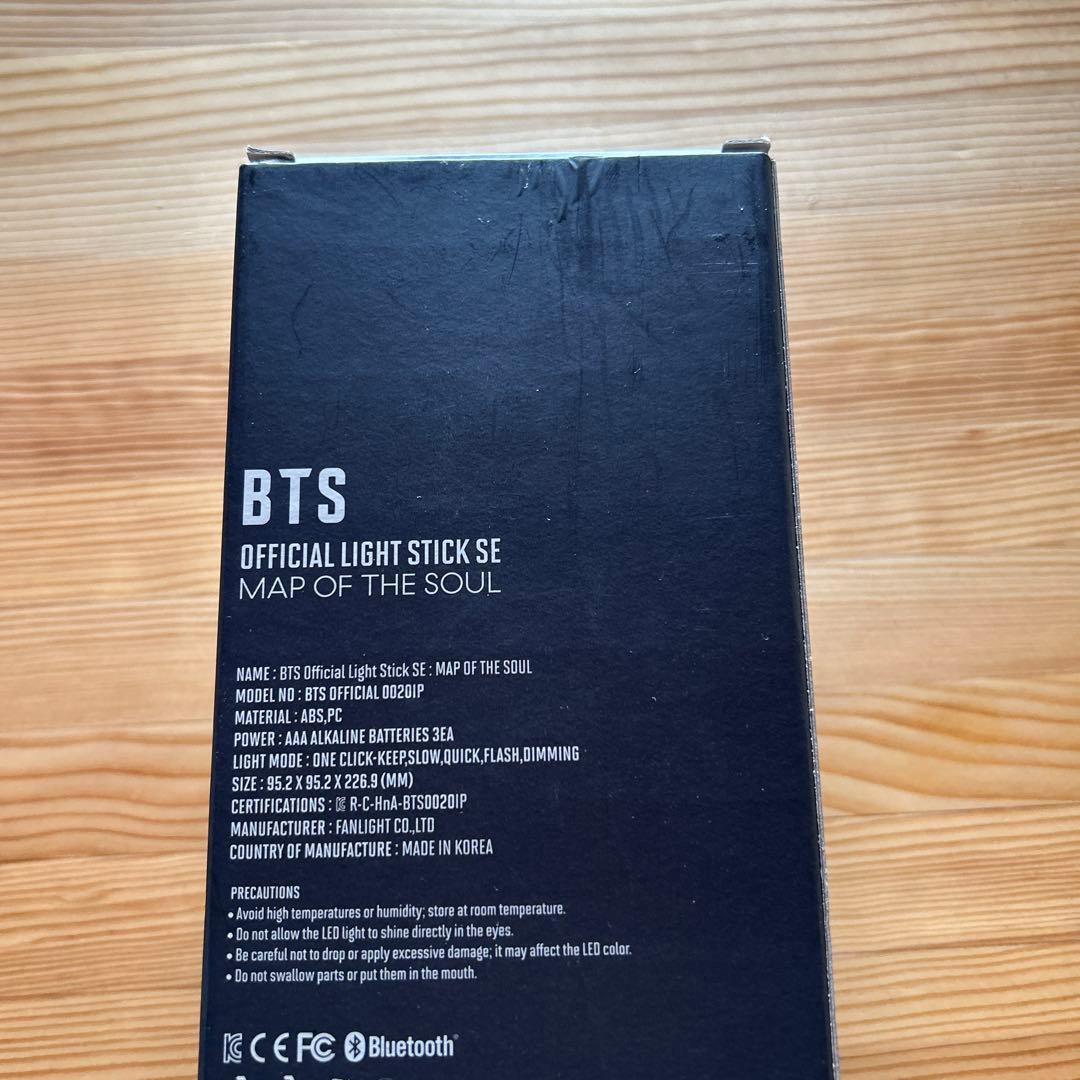 BTS
OFFICIAL LIGHT STICK SE
MAP OF THE SOUL
NAME : BTS Official Light Stick SE : MAP OF THE SOUL
MODEL NO : BTS OFFICIAL 0020IP
MATERIAL : ABS,PC
POWER : AAA ALKALINE BATTERIES 3EA
LIGHT MODE : ONE CLICK-KEEP,SLOW,QUICK,FLASH,DIMMING
SIZE : 95.2 X 95.2 X 226.9 (MM)
CERTIFICATIONS : R-C-HnA-BTS0020IP
MANUFACTURER : FANLIGHT CO.,LTD
COUNTRY OF MANUFACTURE : MADE IN KOREA
PRECAUTIONS
• Avoid high temperatures or humidity; store at room temperature.
• Do not allow the LED light to shine directly in the eyes.
• Be careful not to drop or apply excessive damage; it may affect the LED color.
• Do not swallow parts or put them in the mouth.
KC CE FC Bluetooth